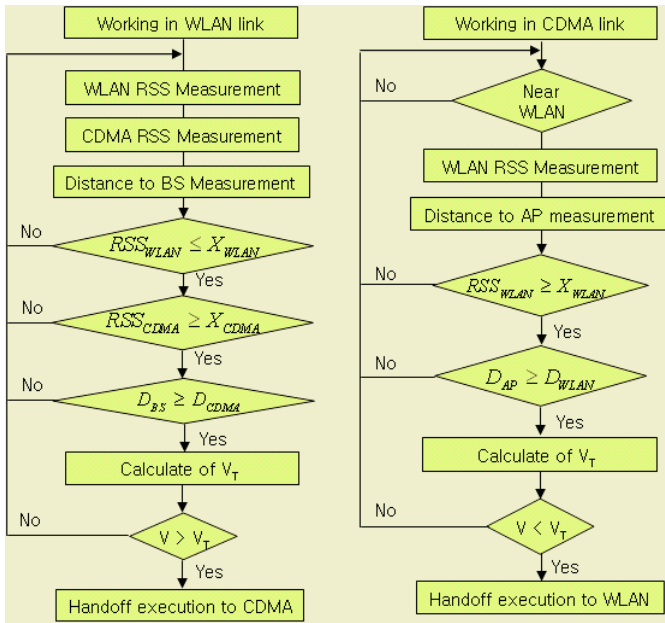 Working in WLAN link
WLAN RSS Measurement
CDMA RSS Measurement
Distance to BS Measurement
No
RSS_WLAN ≤ X_WLAN
Yes
No
RSS_CDMA ≥ X_CDMA
Yes
No
D_BS ≥ D_CDMA
Yes
Calculate of V_T
No
V > V_T
Yes
Handoff execution to CDMA
Working in CDMA link
No
Near
WLAN
WLAN RSS Measurement
Distance to AP measurement
No
RSS_WLAN ≥ X_WLAN
Yes
No
D_AP ≥ D_WLAN
Yes
Calculate of V_T
No
V < V_T
Yes
Handoff execution to WLAN